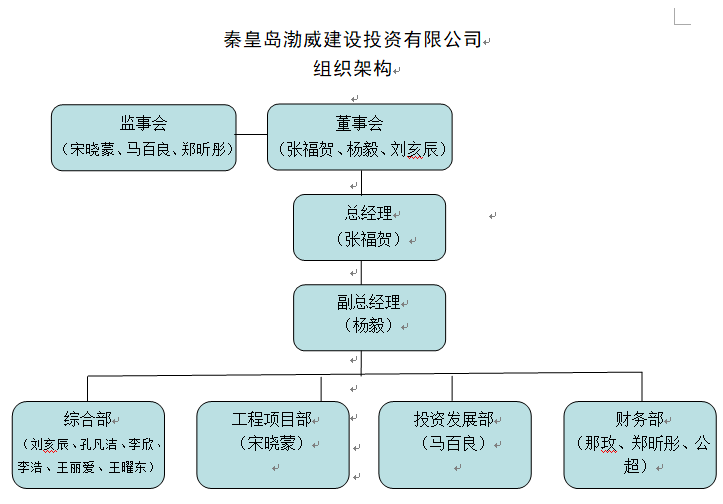 秦皇岛渤威建设投资有限公司
组织架构
监事会
（宋晓蒙、马百良、郑昕彤）
董事会
（张福贺、杨毅、刘亥辰）
总经理
（张福贺）
副总经理
（杨毅）
综合部
（刘亥辰、孔凡洁、李欣、
李洁、王丽爱、王曜东）
工程项目部
（宋晓蒙）
投资发展部
（马百良）
财务部
（那玫、郑昕彤、公
超）